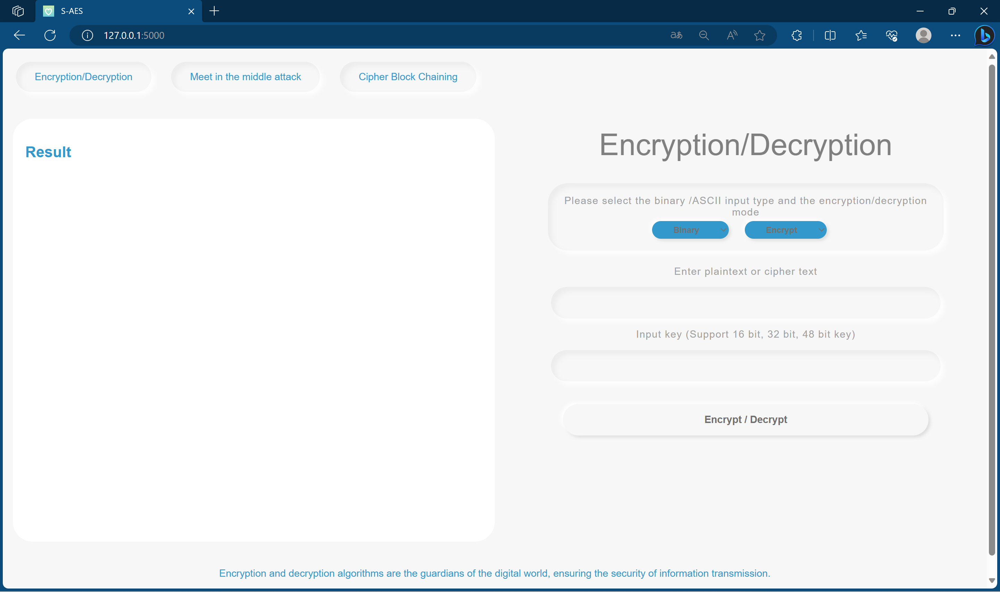 S-AES
127.0.0.1:5000
aあ
Encryption/Decryption
Meet in the middle attack
Cipher Block Chaining
Result
Encryption/Decryption
Please select the binary /ASCII input type and the encryption/decryption
mode
Binary
Encrypt
Enter plaintext or cipher text
Input key (Support 16 bit, 32 bit, 48 bit key)
Encrypt / Decrypt
Encryption and decryption algorithms are the guardians of the digital world, ensuring the security of information transmission.